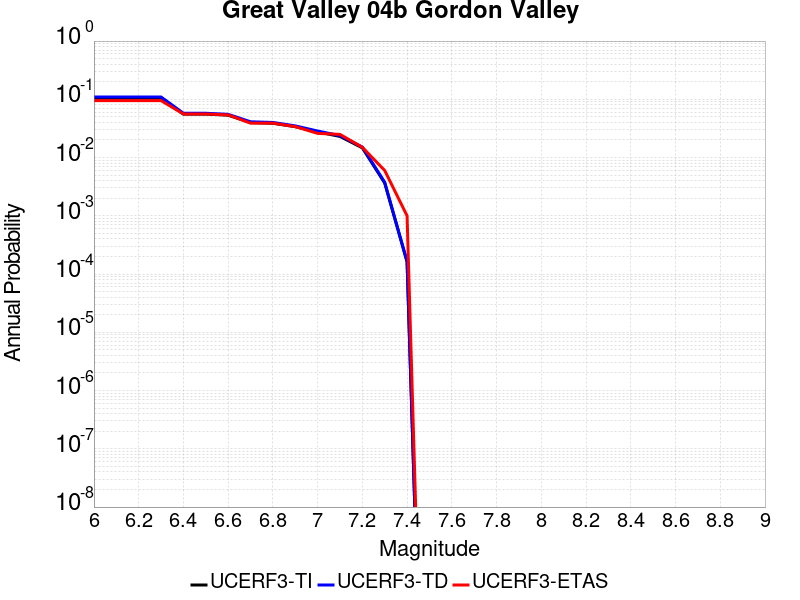 Great Valley 04b Gordon Valley
10^0
10^-1
10^-2
10^-3
10^-4
10^-5
10^-6
10^-7
10^-8
Annual Probability
6 6.2 6.4 6.6 6.8 7 7.2 7.4 7.6 7.8 8 8.2 8.4 8.6 8.8 9
Magnitude
UCERF3-TI UCERF3-TD UCERF3-ETAS